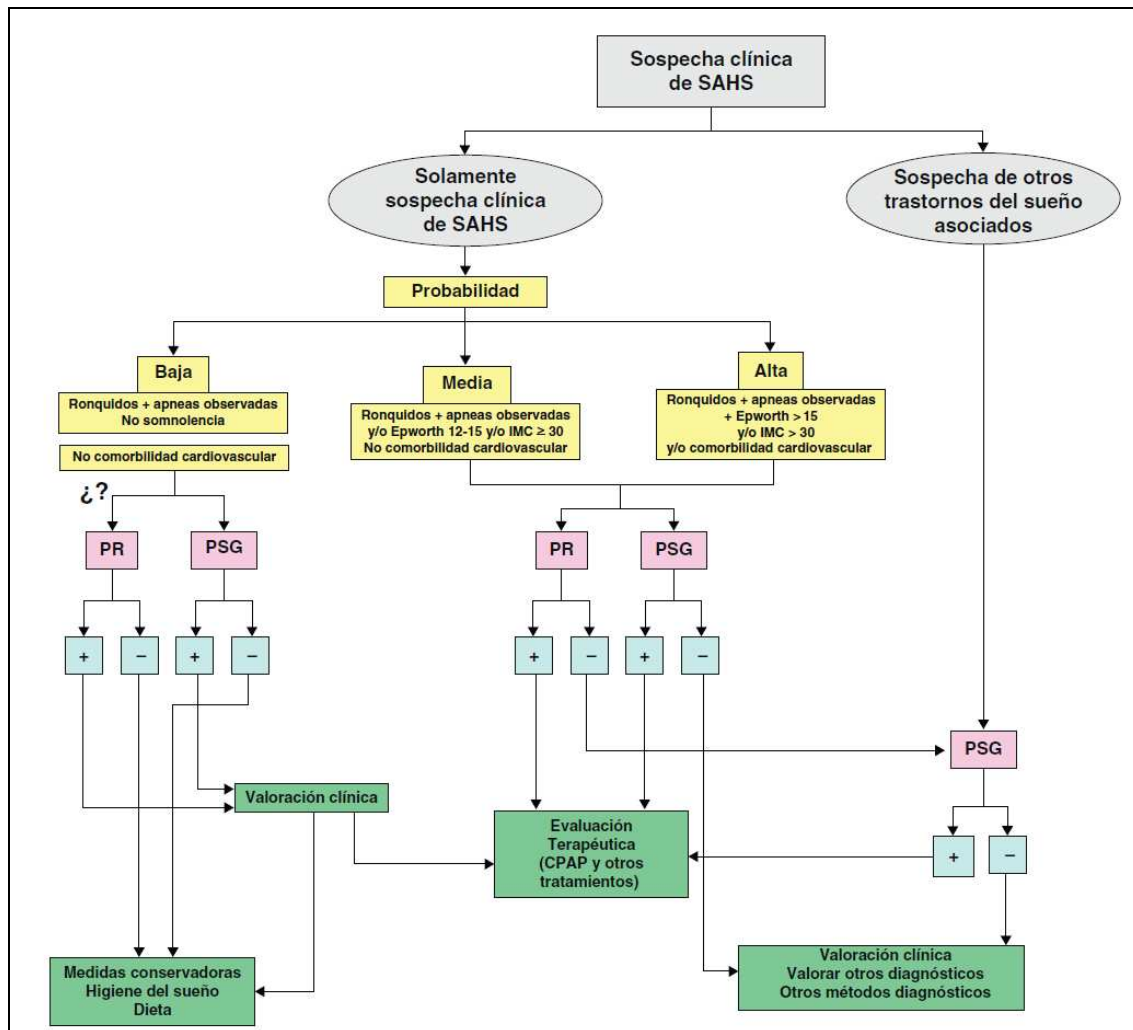 Sospecha clínica
de SAHS
Solamente
sospecha clínica
de SAHS
Sospecha de otros
trastornos del sueño
asociados
Probabilidad
Baja
Ronquidos + apneas observadas
No somnolencia
No comorbilidad cardiovascular
Media
Ronquidos + apneas observadas
y/o Epworth 12-15 y/o IMC ≥ 30
No comorbilidad cardiovascular
Alta
Ronquidos + apneas observadas
+ Epworth > 15
y/o IMC > 30
y/o comorbilidad cardiovascular
¿?
PR
PSG
PR
PSG
+
−
+
−
+
−
+
−
PSG
+
−
Valoración clínica
Evaluación
Terapéutica
(CPAP y otros
tratamientos)
Medidas conservadoras
Higiene del sueño
Dieta
Valoración clínica
Valorar otros diagnósticos
Otros métodos diagnósticos